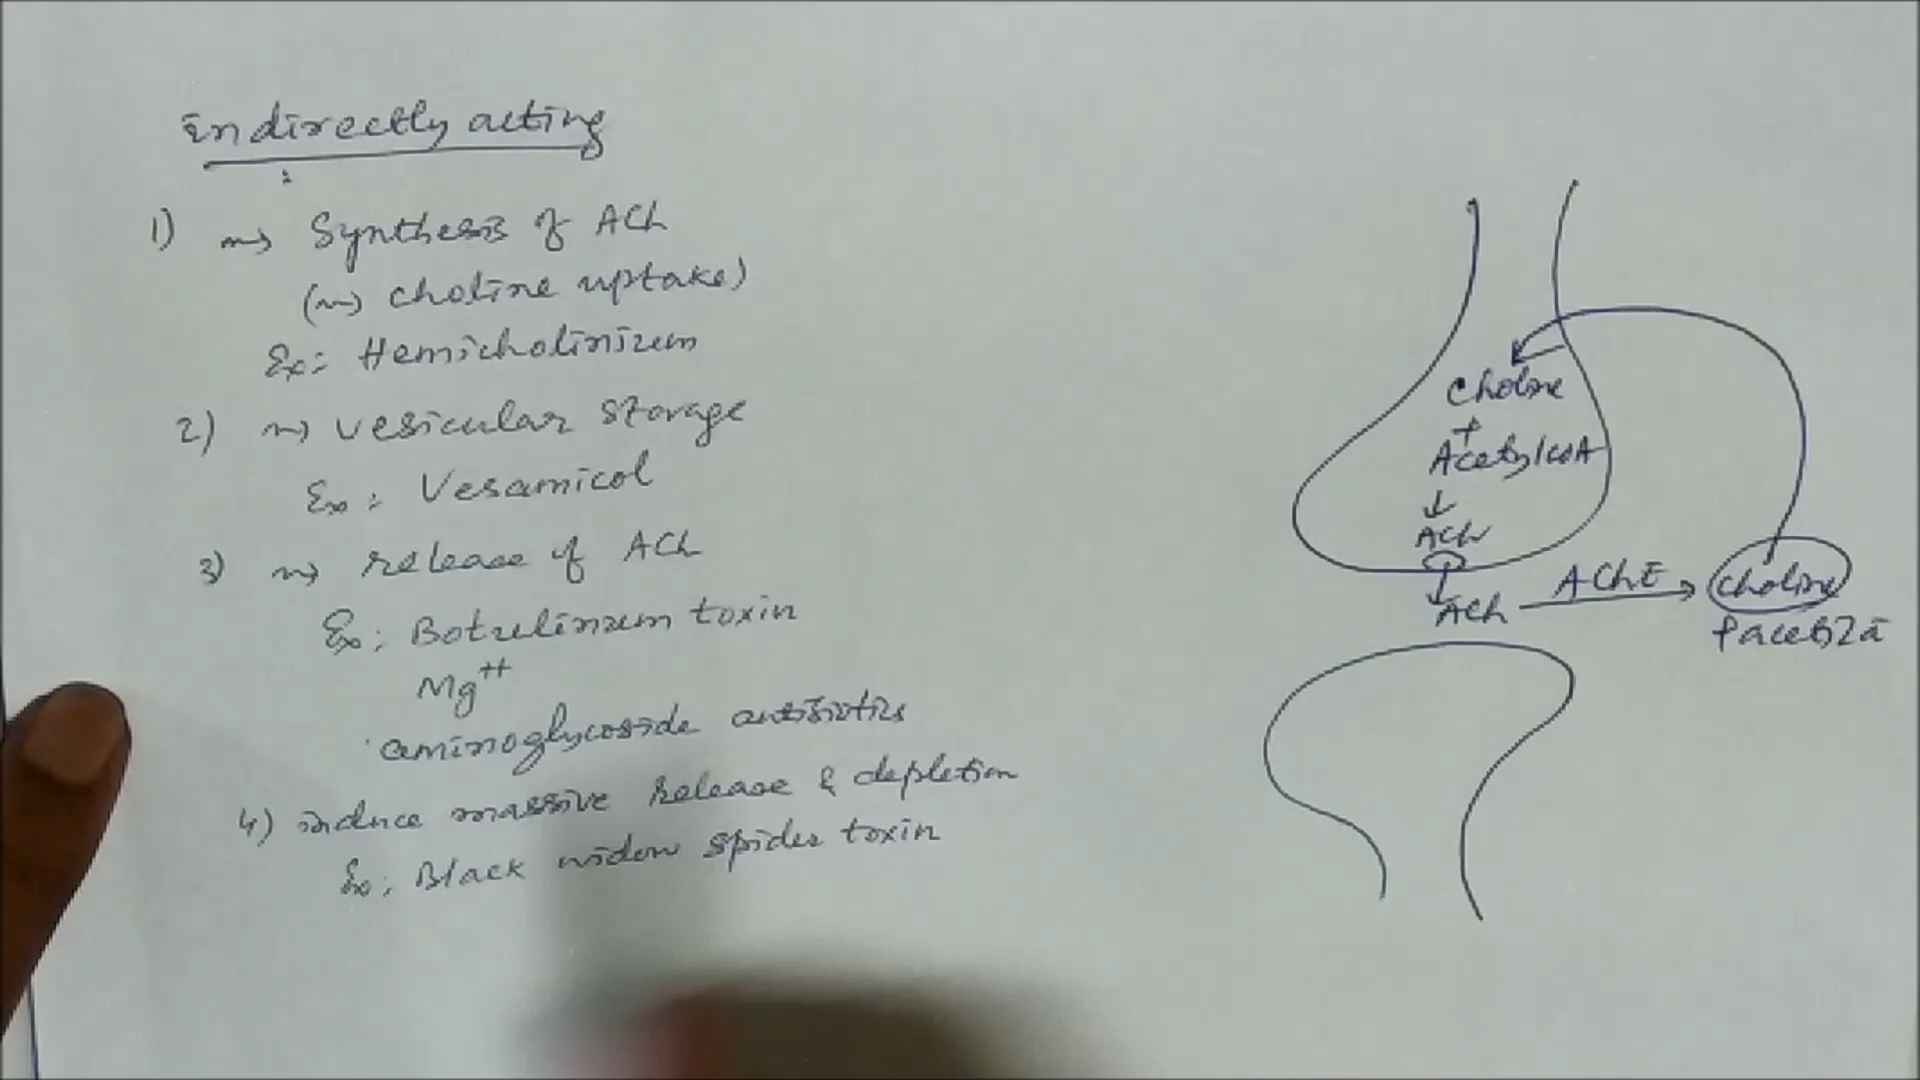 Indirectly acting
:
1) m→ Synthesis of ACh
(m→ choline uptake)
Ex: Hemicholinium
2) m→ vesicular storage
Ex: Vesamicol
3) m→ release of ACh
Ex: Botulinum toxin
Mg++
aminoglycoside antibiotics
4) induce massive release & depletion
Ex: Black widow spider toxin
Choline
+
AcetylCoA
↓
ACh
↓
ACh
AChE
Choline